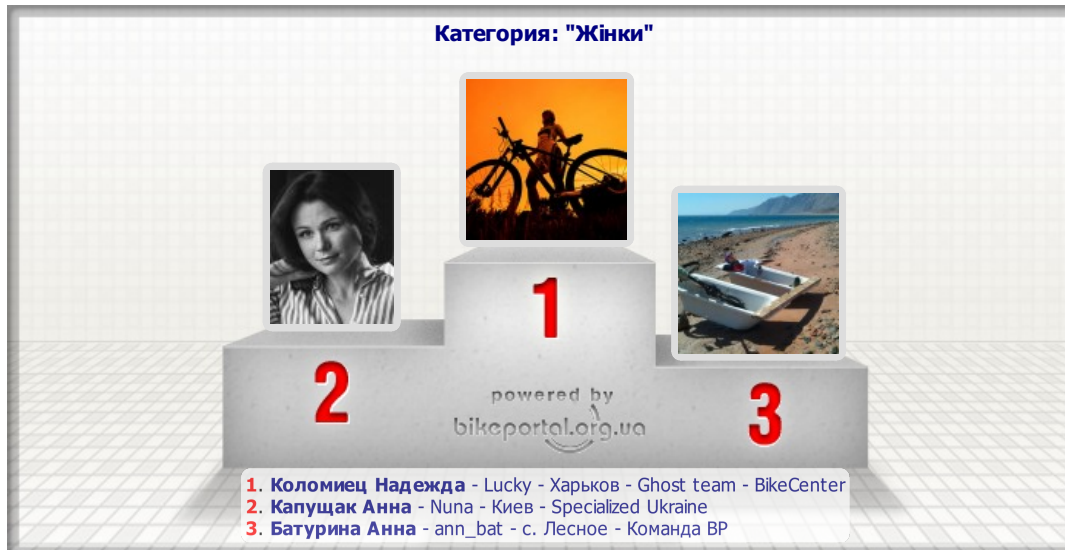 Категория: "Жінки"
1
2
3
powered by
bikeportal.org.ua
1. Коломиец Надежда - Lucky - Харьков - Ghost team - BikeCenter
2. Капущак Анна - Nuna - Киев - Specialized Ukraine
3. Батурина Анна - ann_bat - с. Лесное - Команда ВР